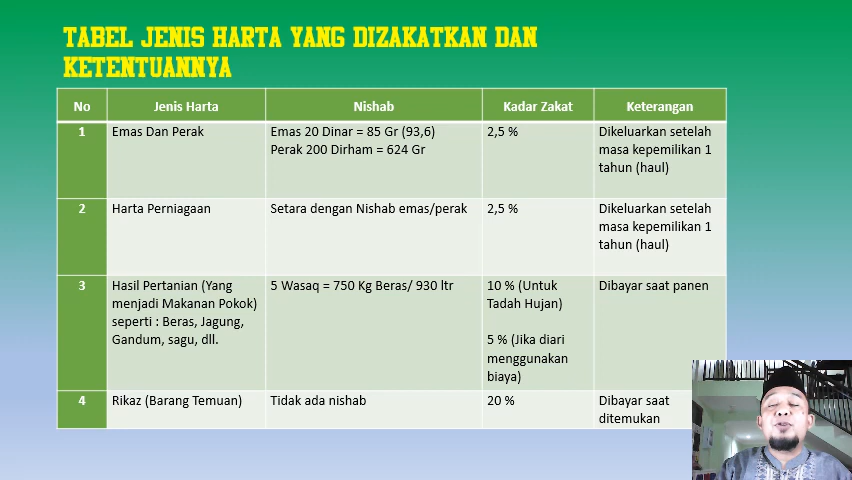 TABEL JENIS HARTA YANG DIZAKATKAN DAN
KETENTUANNYA
No
Jenis Harta
Nishab
Kadar Zakat
Keterangan
1
Emas Dan Perak
Emas 20 Dinar = 85 Gr (93,6)
Perak 200 Dirham = 624 Gr
2,5 %
Dikeluarkan setelah
masa kepemilikan 1
tahun (haul)
2
Harta Perniagaan
Setara dengan Nishab emas/perak
2,5 %
Dikeluarkan setelah
masa kepemilikan 1
tahun (haul)
3
Hasil Pertanian (Yang
menjadi Makanan Pokok)
seperti : Beras, Jagung,
Gandum, sagu, dll.
5 Wasaq = 750 Kg Beras/ 930 ltr
10 % (Untuk
Tadah Hujan)
5 % (Jika diari
menggunakan
biaya)
Dibayar saat panen
4
Rikaz (Barang Temuan)
Tidak ada nishab
20 %
Dibayar saat
ditemukan